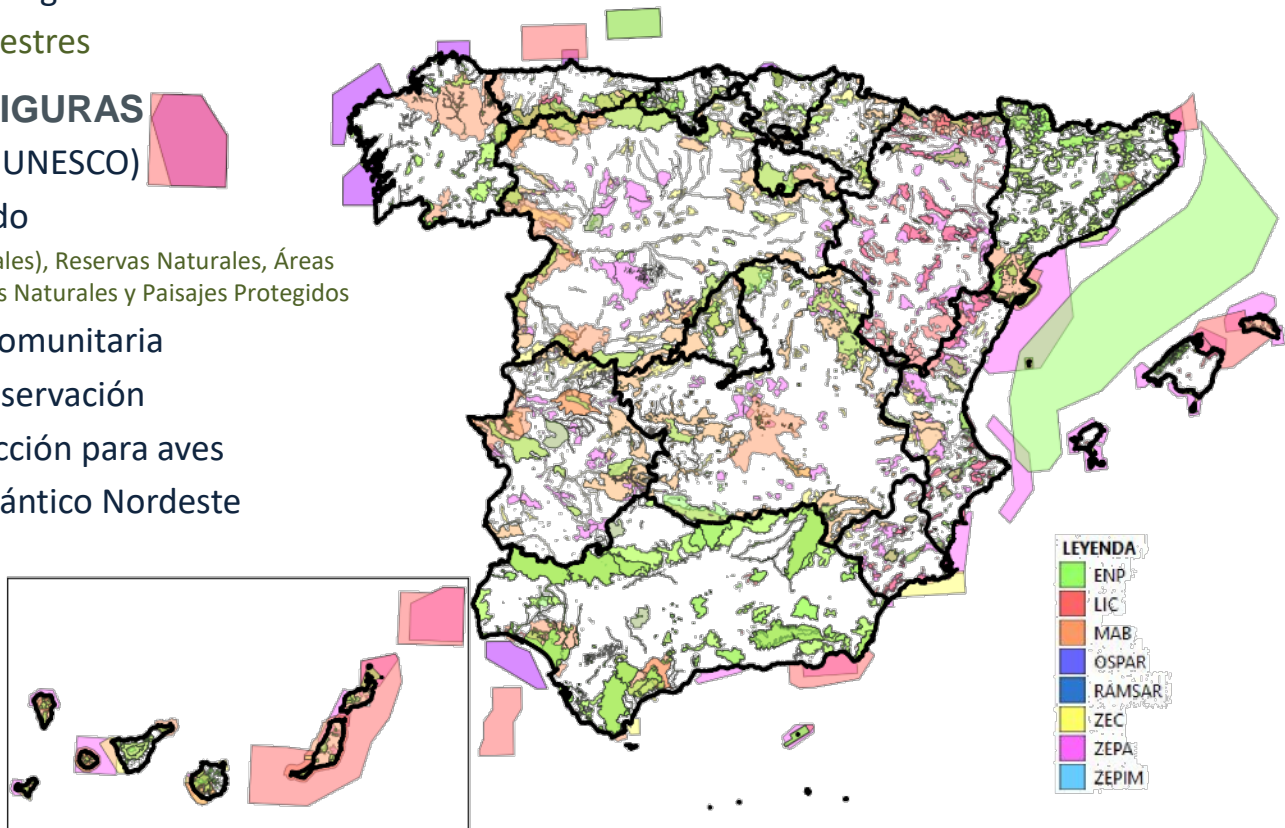 estres
IGURAS
UNESCO)
do
ales), Reservas Naturales, Áreas
s Naturales y Paisajes Protegidos
omunitaria
servación
cción para aves
ántico Nordeste
LEYENDA
ENP
LIC
MAB
OSPAR
RAMSAR
ZEC
ZEPA
ZEPIM